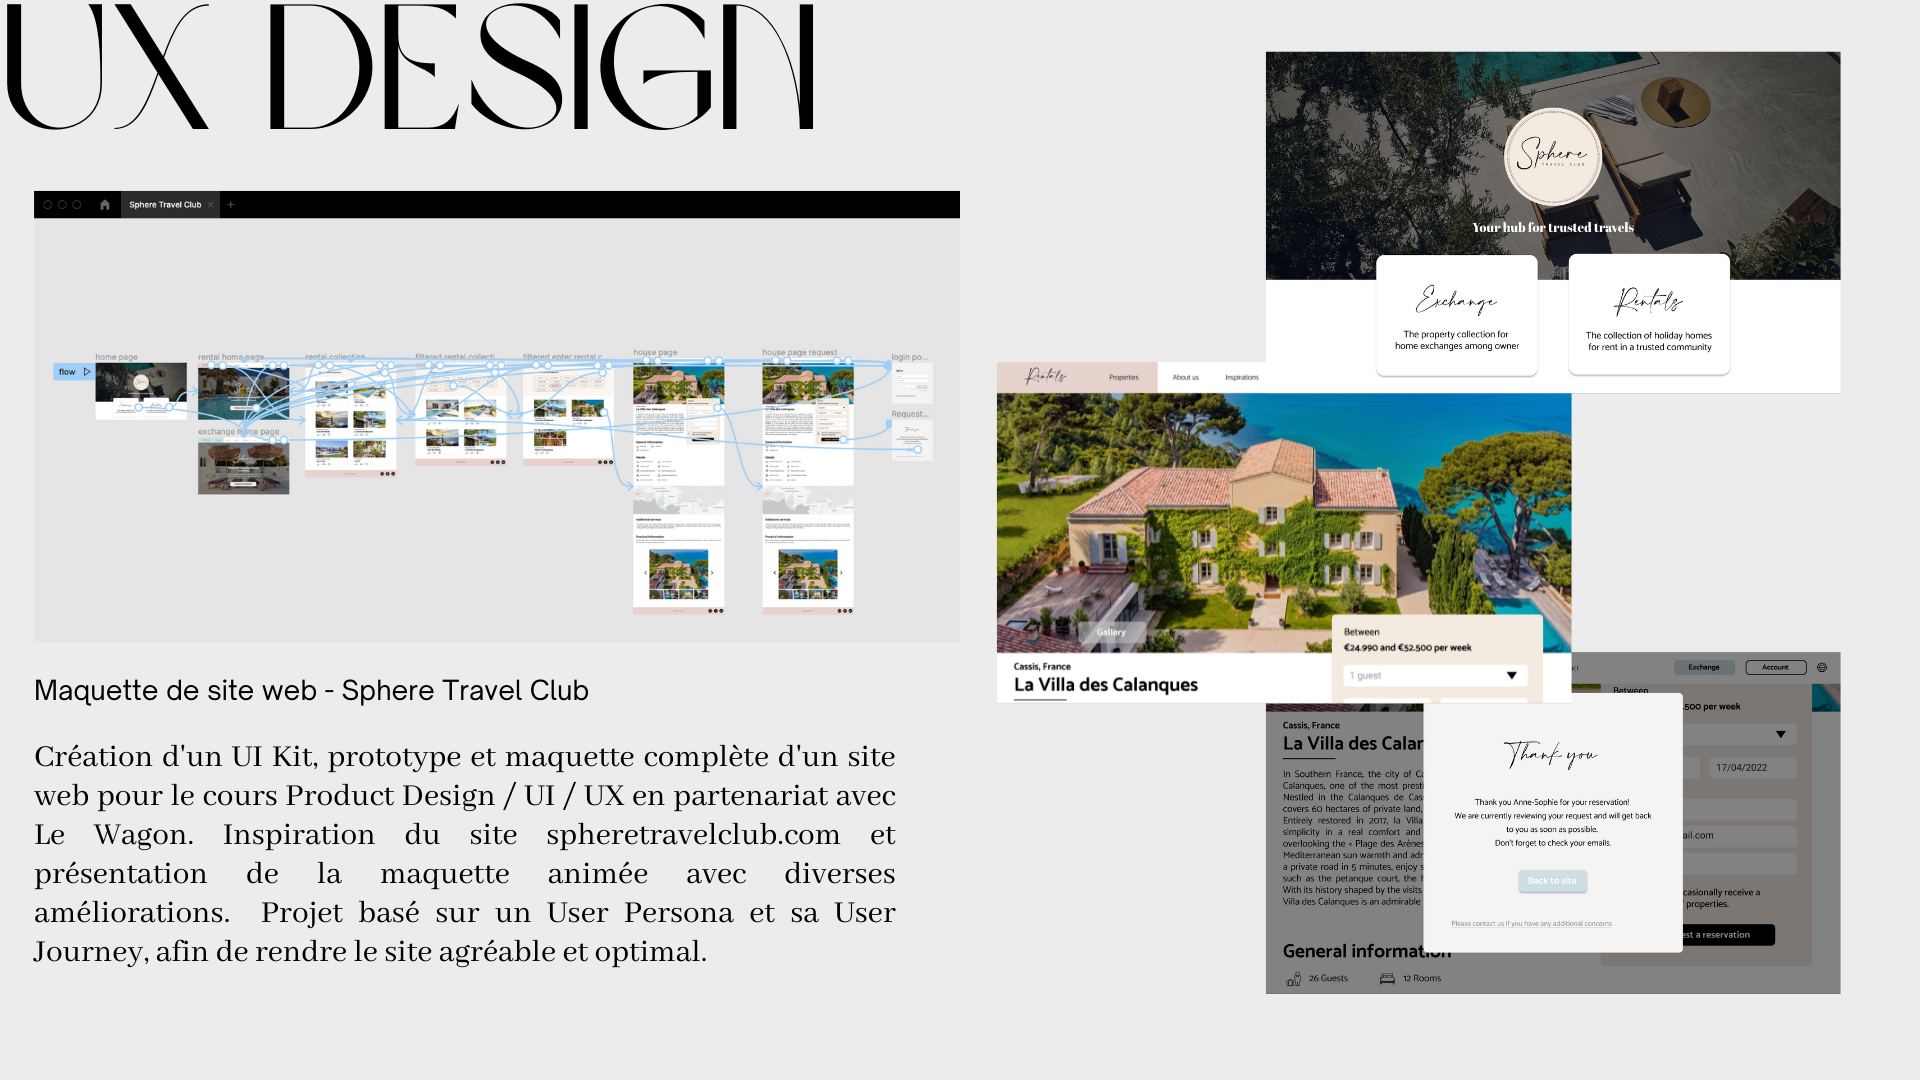 UX DESIGN
Sphere Travel Club
flow
home page
rental home page
rental collection
filtered rental collecti
filtered enter rental c
house page
house page request
login po...
exchange home page
Request...
Maquette de site web - Sphere Travel Club
Création d'un UI Kit, prototype et maquette complète d'un site
web pour le cours Product Design / UI / UX en partenariat avec
Le Wagon. Inspiration du site spheretravelclub.com et
présentation de la maquette animée avec diverses
améliorations. Projet basé sur un User Persona et sa User
Journey, afin de rendre le site agréable et optimal.
Sphere
TRAVEL CLUB
Your hub for trusted travels
Exchange
The property collection for
home exchanges among owner
Rentals
The collection of holiday homes
for rent in a trusted community
Rentals Properties About us Inspirations
Gallery
Cassis, France
La Villa des Calanques
Between
€24.990 and €52.500 per week
1 guest
Exchange Account
Between
.500 per week
17/04/2022
ail.com
casionally receive a
properties.
est a reservation
Cassis, France
La Villa des Calar
In Southern France, the city of Ca
Calanques, one of the most presti
Nestled in the Calanques de Cas
covers 60 hectares of private land,
Entirely restored in 2017, la Villa
simplicity in a real comfort and
overlooking the « Plage des Arènes
Mediterranean sun warmth and adr
a private road in 5 minutes, enjoy s
such as the petanque court, the h
With its history shaped by the visits
Villa des Calanques is an admirable
General information
26 Guests 12 Rooms
Thank you
Thank you Anne-Sophie for your reservation!
We are currently reviewing your request and will get back
to you as soon as possible.
Don't forget to check your emails.
Back to site
Please contact us if you have any additional concerns